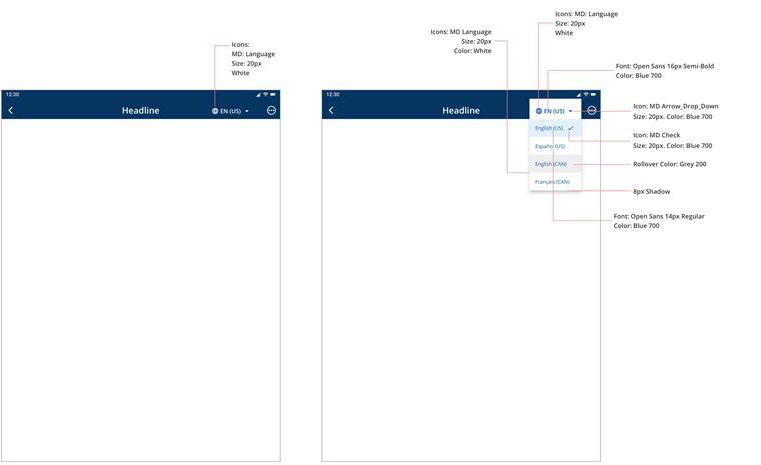 Icons:
MD: Language
Size: 20px
White
12:30
Headline
EN (US)
Icons: MD Language
Size: 20px
Color: White
Icons: MD: Language
Size: 20px
White
Font: Open Sans 16px Semi-Bold
Color: Blue 700
12:30
Headline
EN (US)
Icon: MD Arrow_Drop_Down
Size: 20px. Color: Blue 700
English (US)
Icon: MD Check
Size: 20px. Color: Blue 700
Español (US)
English (CAN)
Rollover Color: Grey 200
Français (CAN)
8px Shadow
Font: Open Sans 14px Regular
Color: Blue 700